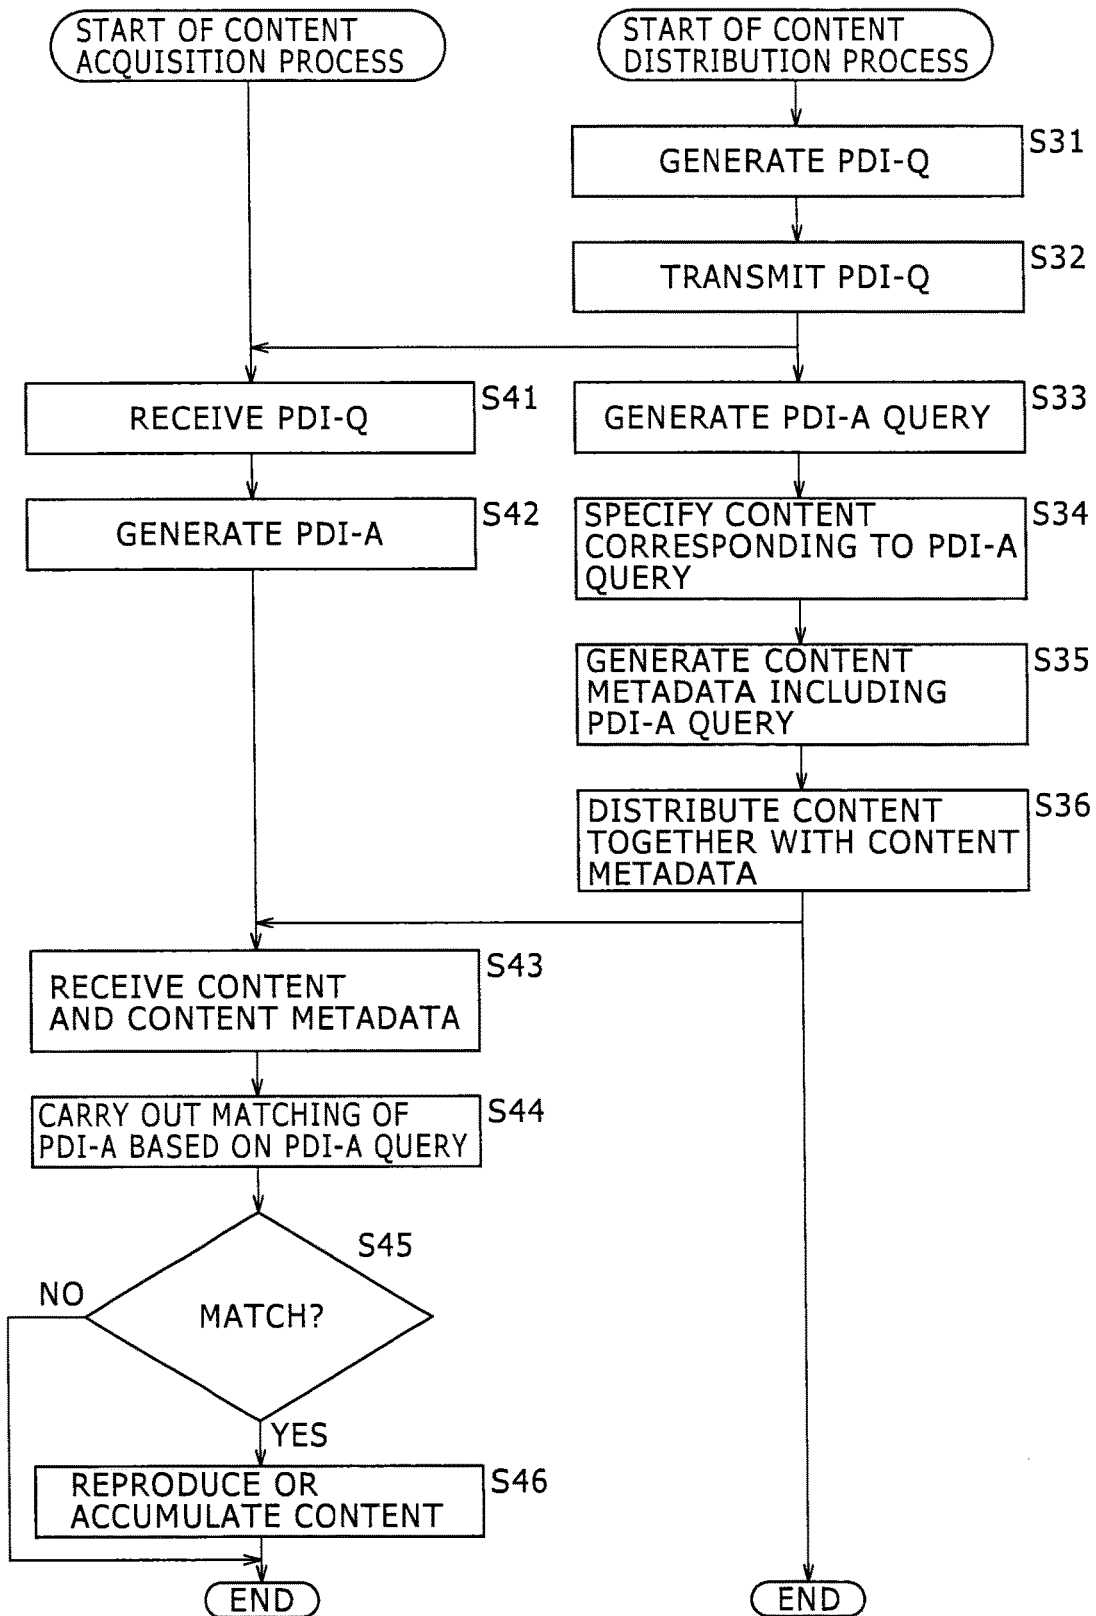 START OF CONTENT
ACQUISITION PROCESS
START OF CONTENT
DISTRIBUTION PROCESS
S31
GENERATE PDI-Q
S32
TRANSMIT PDI-Q
S41
RECEIVE PDI-Q
S33
GENERATE PDI-A QUERY
S42
GENERATE PDI-A
S34
SPECIFY CONTENT
CORRESPONDING TO PDI-A
QUERY
S35
GENERATE CONTENT
METADATA INCLUDING
PDI-A QUERY
S36
DISTRIBUTE CONTENT
TOGETHER WITH CONTENT
METADATA
S43
RECEIVE CONTENT
AND CONTENT METADATA
S44
CARRY OUT MATCHING OF
PDI-A BASED ON PDI-A QUERY
S45
NO
MATCH?
YES
S46
REPRODUCE OR
ACCUMULATE CONTENT
END
END